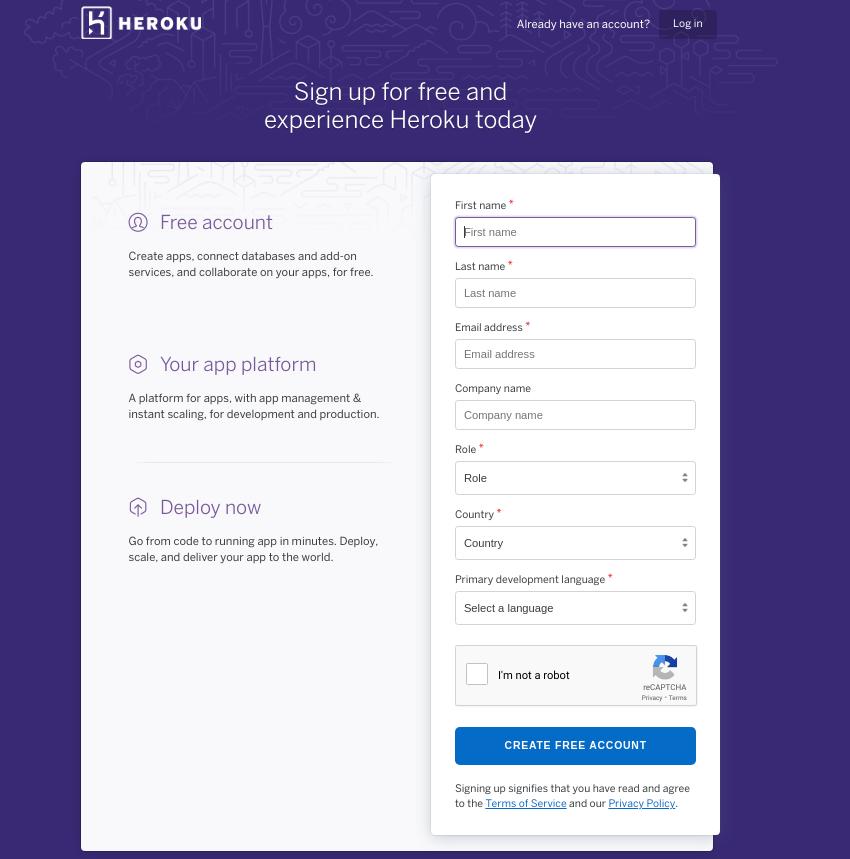 HEROKU
Already have an account?
Log in
Sign up for free and
experience Heroku today
Free account
Create apps, connect databases and add-on
services, and collaborate on your apps, for free.
Your app platform
A platform for apps, with app management &
instant scaling, for development and production.
Deploy now
Go from code to running app in minutes. Deploy,
scale, and deliver your app to the world.
First name *
First name
Last name *
Last name
Email address *
Email address
Company name
Company name
Role *
Role
Country *
Country
Primary development language *
Select a language
I'm not a robot
reCAPTCHA
Privacy - Terms
CREATE FREE ACCOUNT
Signing up signifies that you have read and agree
to the Terms of Service and our Privacy Policy.